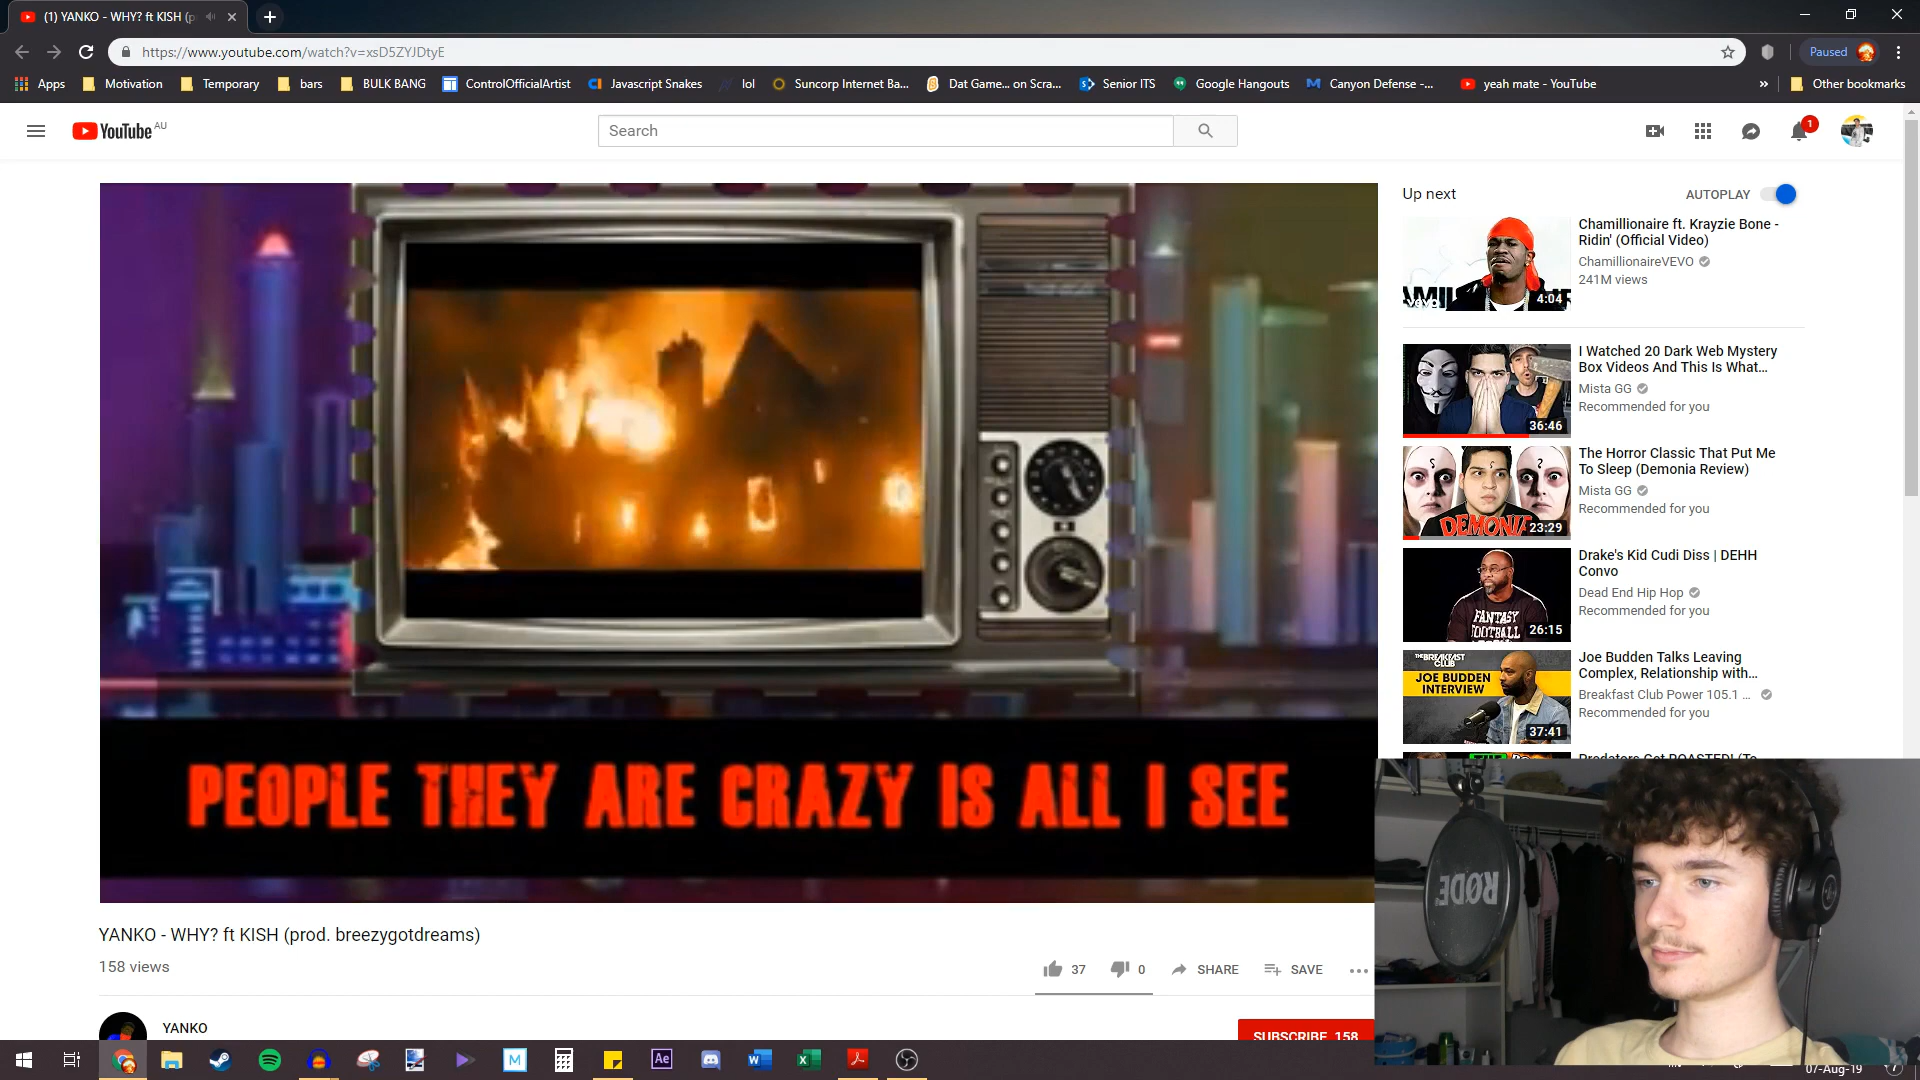 (1) YANKO - WHY? ft KISH (p
https://www.youtube.com/watch?v=xsD5ZYJDtyE
Paused
Apps Motivation Temporary bars BULK BANG ControlOfficialArtist Javascript Snakes lol Suncorp Internet Ba... Dat Game... on Scra... Senior ITS Google Hangouts Canyon Defense -... yeah mate - YouTube » Other bookmarks
YouTube AU
Search
1
PEOPLE THEY ARE CRAZY IS ALL I SEE
YANKO - WHY? ft KISH (prod. breezygotdreams)
158 views
37 0 SHARE SAVE
YANKO
SUBSCRIBE 158
Up next AUTOPLAY
Chamillionaire ft. Krayzie Bone -
Ridin' (Official Video)
ChamillionaireVEVO
241M views
vevo
4:04
I Watched 20 Dark Web Mystery
Box Videos And This Is What...
Mista GG
Recommended for you
36:46
The Horror Classic That Put Me
To Sleep (Demonia Review)
Mista GG
Recommended for you
DEMONIA
23:29
Drake's Kid Cudi Diss | DEHH
Convo
Dead End Hip Hop
Recommended for you
FANTASY
FOOTBALL
26:15
Joe Budden Talks Leaving
Complex, Relationship with...
Breakfast Club Power 105.1 ...
Recommended for you
THE BREAKFAST
CLUB
JOE BUDDEN
INTERVIEW
37:41
RØDE
M
Ae
W
X
07-Aug-19
7